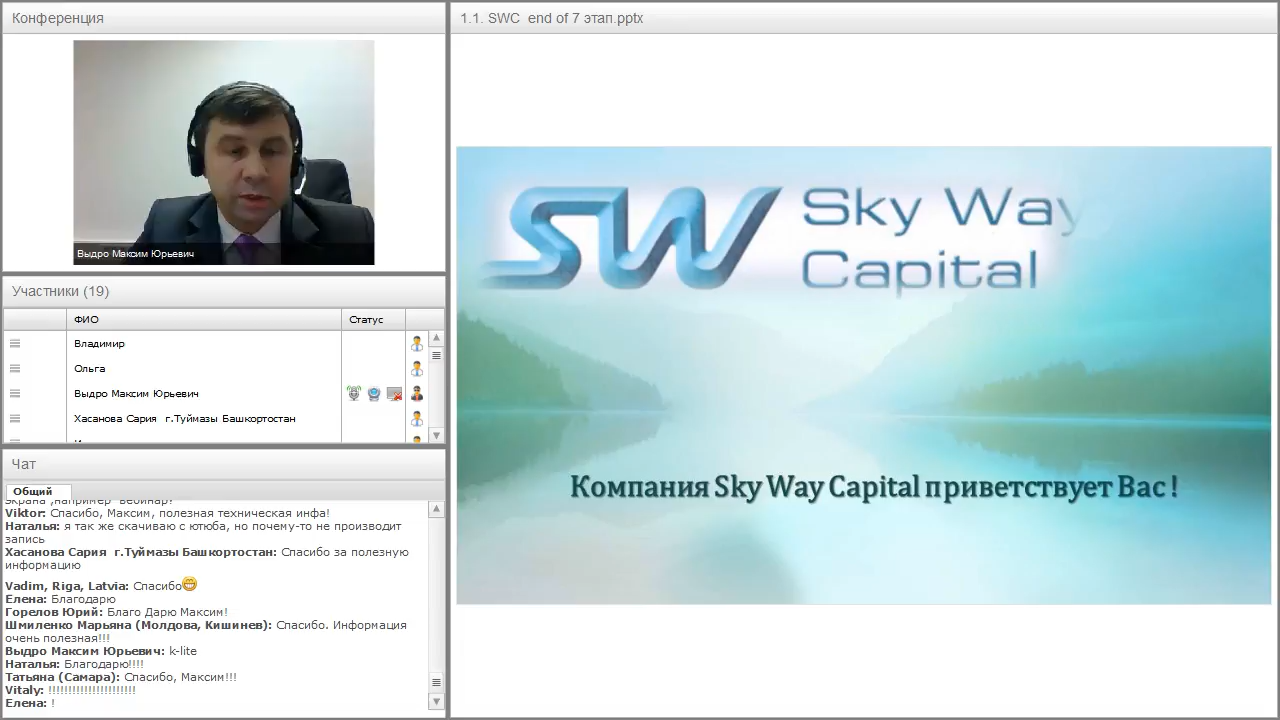 Конференция
Выдро Максим Юрьевич
Участники (19)
ФИО
Статус
Владимир
Ольга
Выдро Максим Юрьевич
Хасанова Сария г.Туймазы Башкортостан
Чат
Общий
экрана ,например вебинар?
Viktor: Спасибо, Максим, полезная техническая инфа!
Наталья: я так же скачиваю с ютюба, но почему-то не производит
запись
Хасанова Сария г.Туймазы Башкортостан: Спасибо за полезную
информацию
Vadim, Riga, Latvia: Спасибо
Елена: Благодарю
Горелов Юрий: Благо Дарю Максим!
Шмиленко Марьяна (Молдова, Кишинев): Спасибо. Информация
очень полезная!!!
Выдро Максим Юрьевич: k-lite
Наталья: Благодарю!!!!
Татьяна (Самара): Спасибо, Максим!!!
Vitaly: !!!!!!!!!!!!!!!!!!!!!!
Елена: !
1.1. SWC end of 7 этап.pptx
SW Sky Way
Capital
Компания Sky Way Capital приветствует Вас !